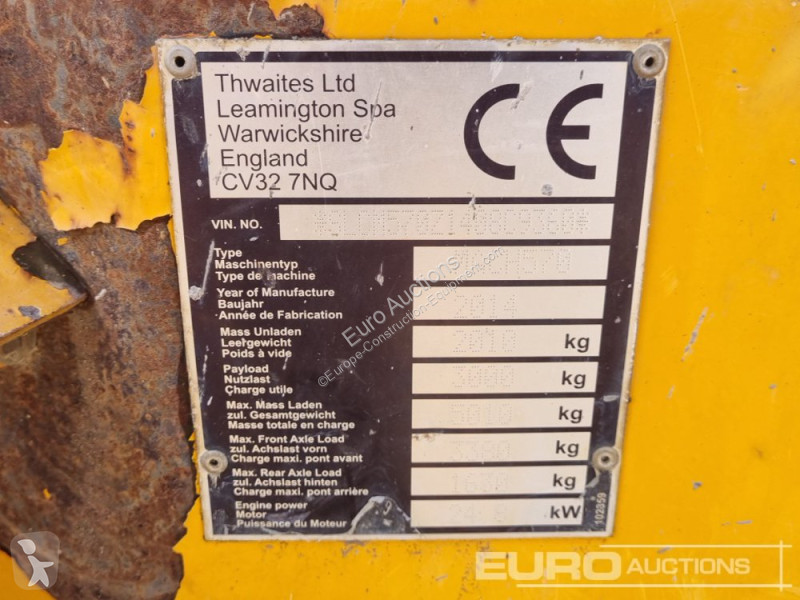 Thwaites Ltd
Leamington Spa
Warwickshire
England
CV32 7NQ
CE
VIN. NO.
Type
Maschinentyp
Type de machine
Year of Manufacture
Baujahr
Année de Fabrication
2014
Mass Unladen
Leergewicht
Poids à vide
2010 kg
Payload
Nutzlast
Charge utile
3000 kg
Max. Mass Laden
zul. Gesamtgewicht
Masse totale en charge
kg
Max. Front Axle Load
zul. Achslast vorn
Charge maxi. pont avant
3380 kg
Max. Rear Axle Load
zul. Achslast hinten
Charge maxi. pont arrière
kg
Engine power
Motor
Puissance du Moteur
kW
102059
Euro Auctions
©Europe-Construction-Equipment.com
EURO AUCTIONS